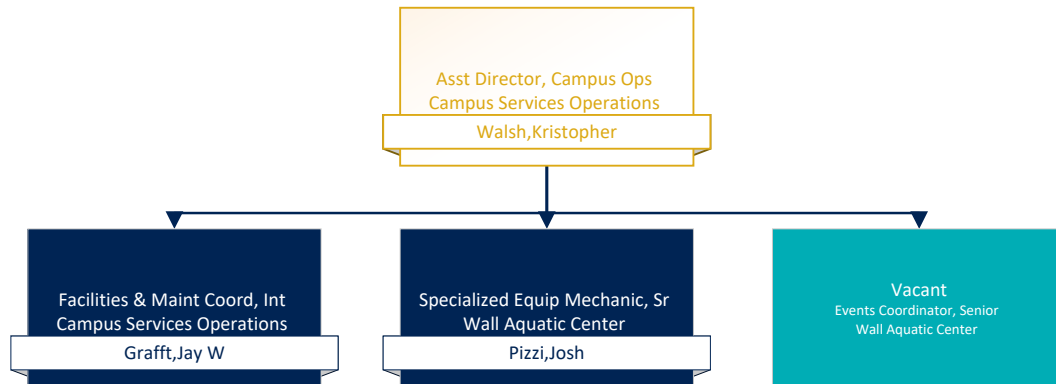 Asst Director, Campus Ops
Campus Services Operations
Walsh,Kristopher
Facilities & Maint Coord, Int
Campus Services Operations
Grafft,Jay W
Specialized Equip Mechanic, Sr
Wall Aquatic Center
Pizzi,Josh
Vacant
Events Coordinator, Senior
Wall Aquatic Center